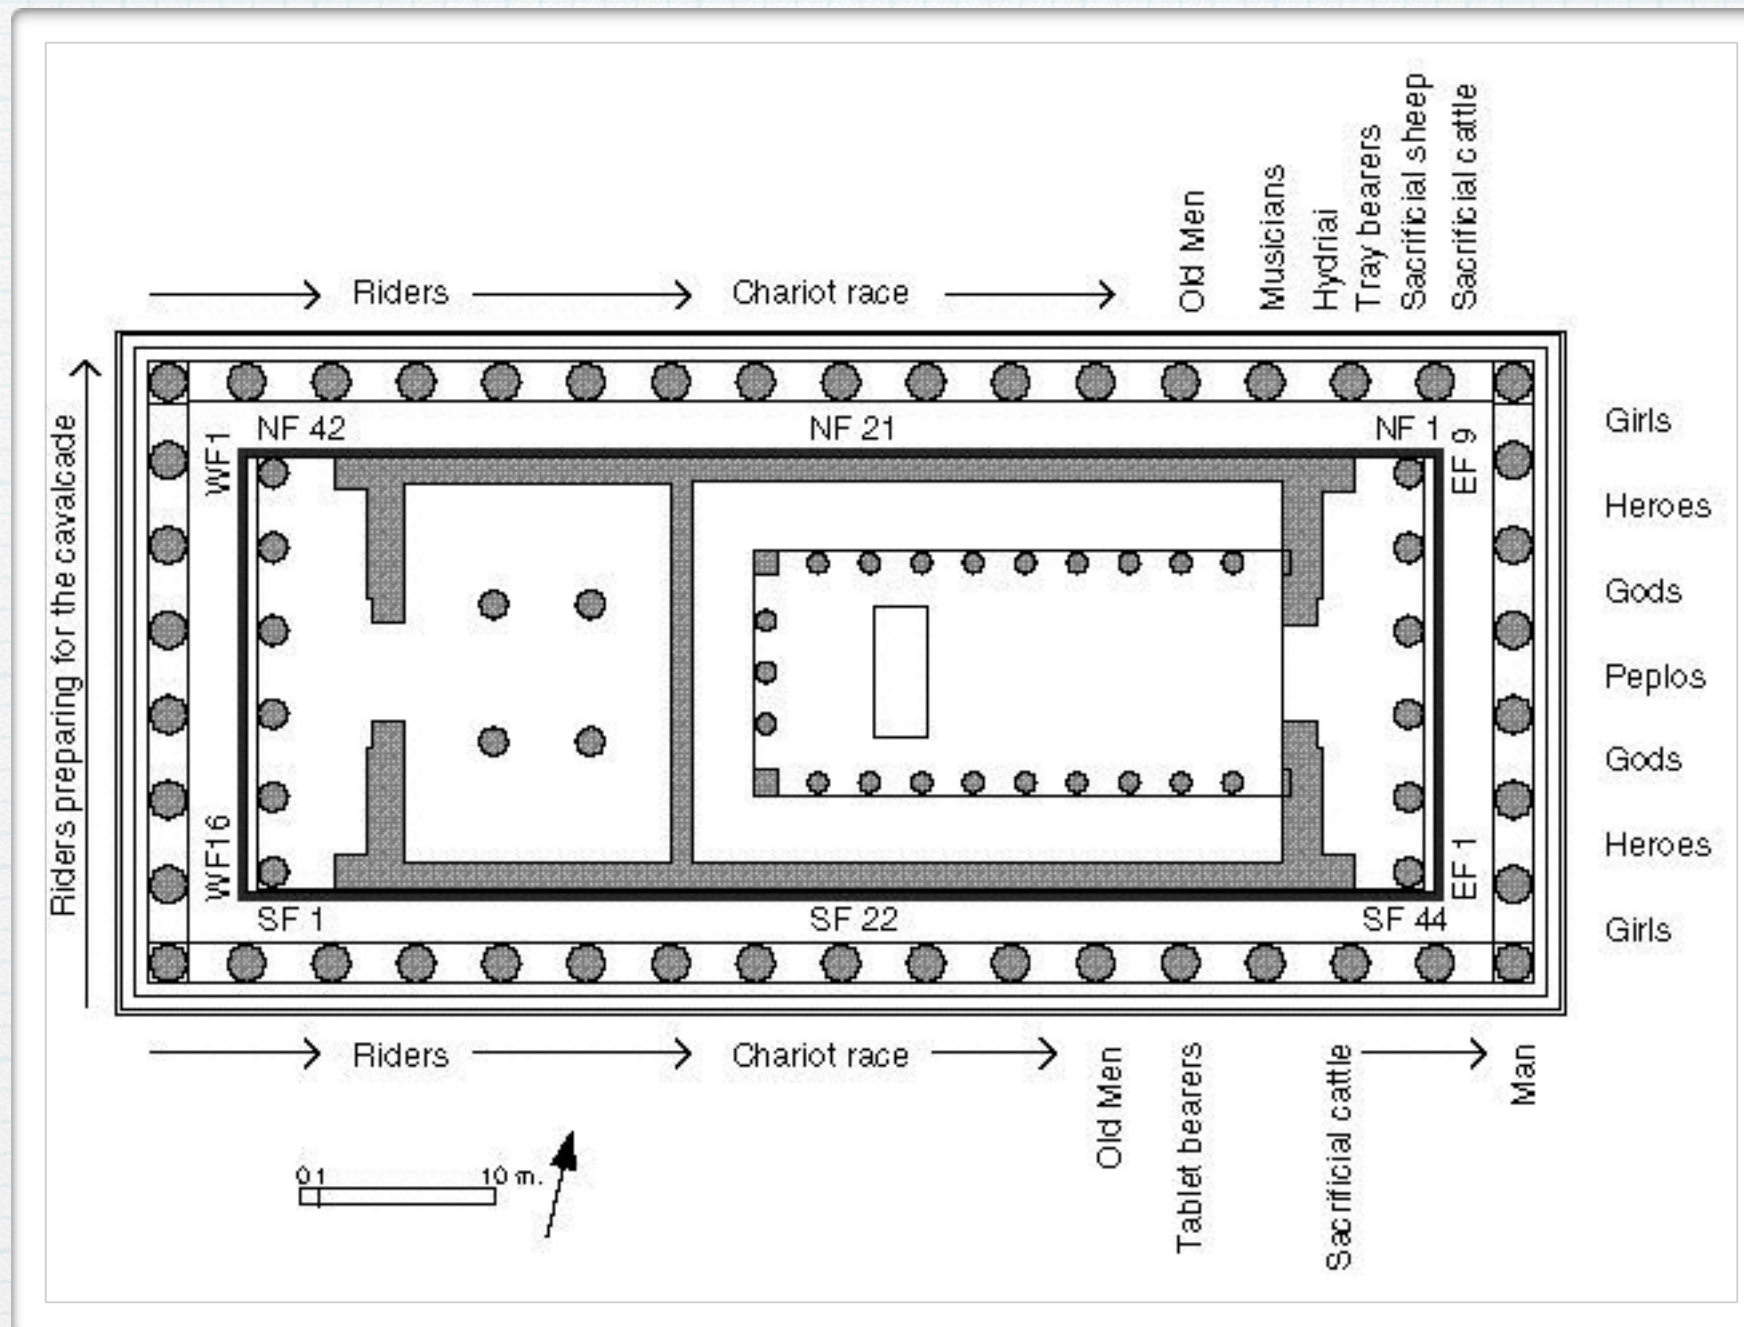 Old Men
Musicians
Hydriai
Tray bearers
Sacrificial sheep
Sacrificial cattle
Riders
Chariot race
Riders preparing for the cavalcade
NF 42
NF 21
NF 1
WF1
EF 9
Girls
Heroes
Gods
Peplos
Gods
Heroes
Girls
WF16
EF 1
SF 1
SF 22
SF 44
Riders
Chariot race
Old Men
Tablet bearers
Sacrificial cattle
Man
0 1 10 m.